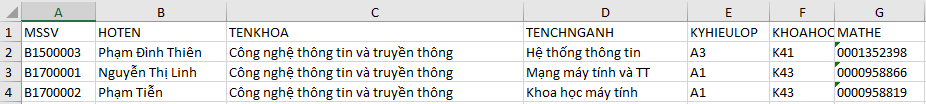 A B C D E F G
1 MSSV HOTEN TENKHOA TENCHNGANH KYHIEULOP KHOAHOC MATHE
2 B1500003 Phạm Đình Thiên Công nghệ thông tin và truyền thông Hệ thống thông tin A3 K41 0001352398
3 B1700001 Nguyễn Thị Linh Công nghệ thông tin và truyền thông Mạng máy tính và TT A1 K43 0000958866
4 B1700002 Phạm Tiễn Công nghệ thông tin và truyền thông Khoa học máy tính A1 K43 0000958819